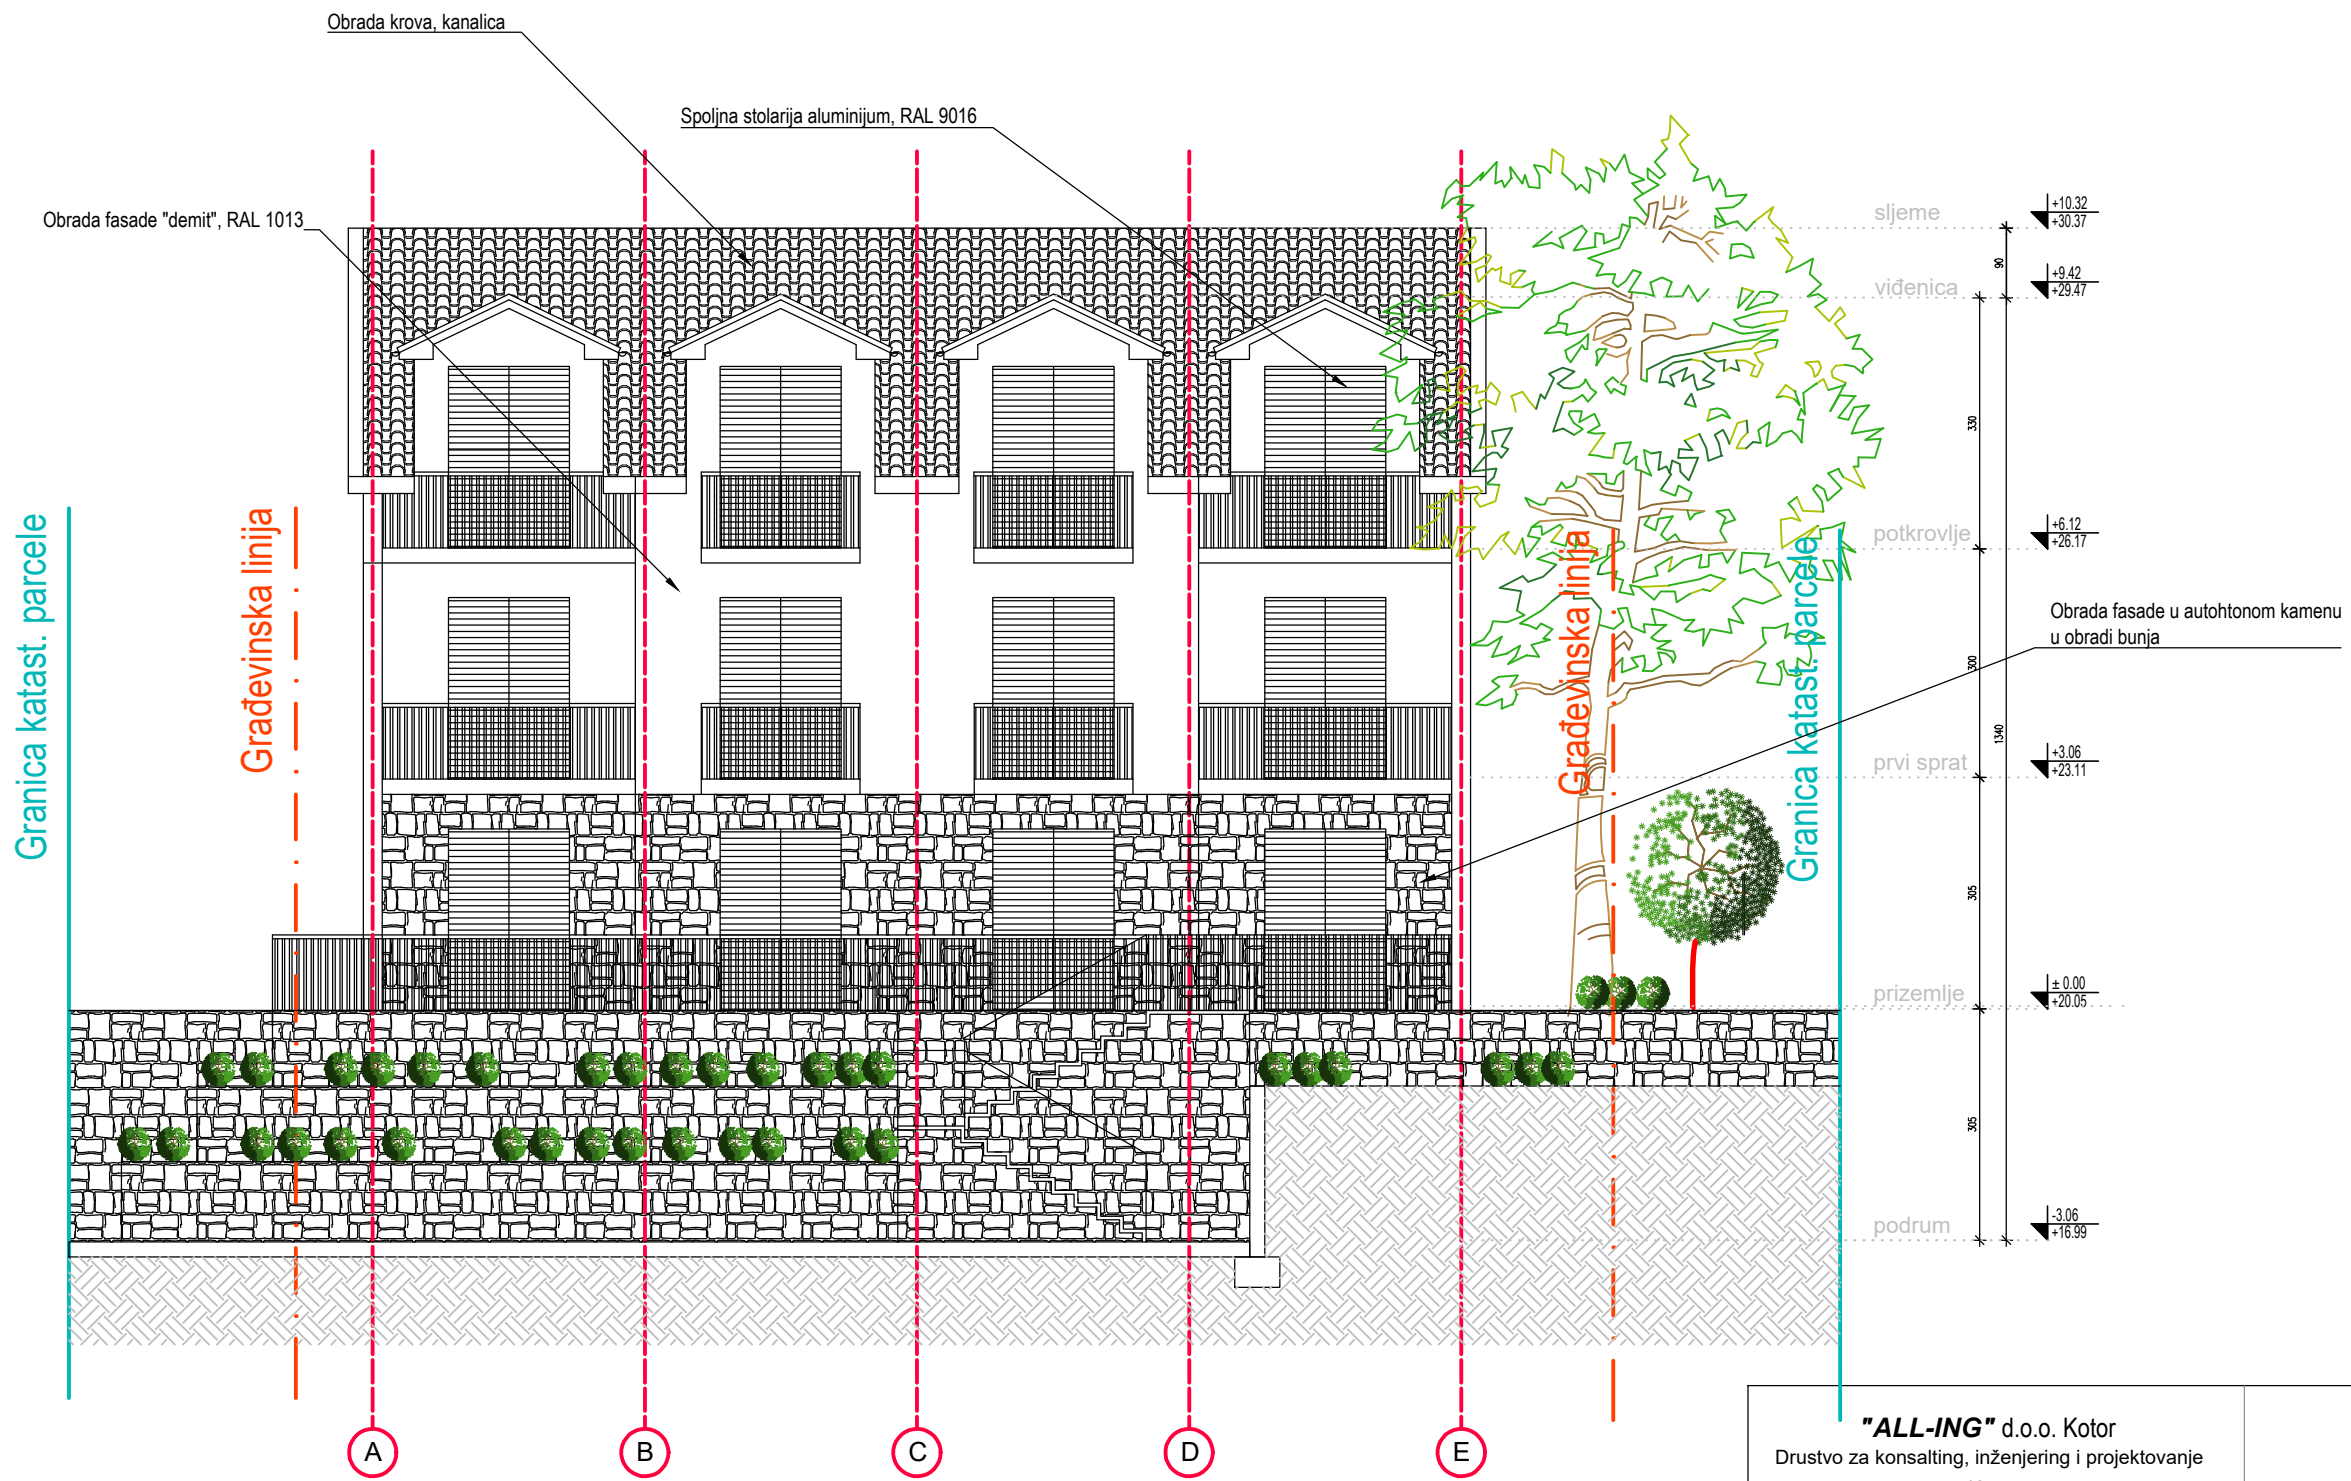 Obrada krova, kanalica
Spoljna stolarija aluminijum, RAL 9016
Obrada fasade "demit", RAL 1013
sljeme
+10.32
+30.37
90
viđenica
+9.42
+29.47
330
potkrovlje
+6.12
+26.17
Granica katast. parcele
Građevinska linija
Građevinska linija
Granica katast. parcele
Obrada fasade u autohtonom kamenu
u obradi bunja
300
1340
prvi sprat
+3.06
+23.11
305
prizemlje
± 0.00
+20.05
305
podrum
-3.06
+16.99
A
B
C
D
E
"ALL-ING" d.o.o. Kotor
Drustvo za konsalting, inženjering i projektovanje